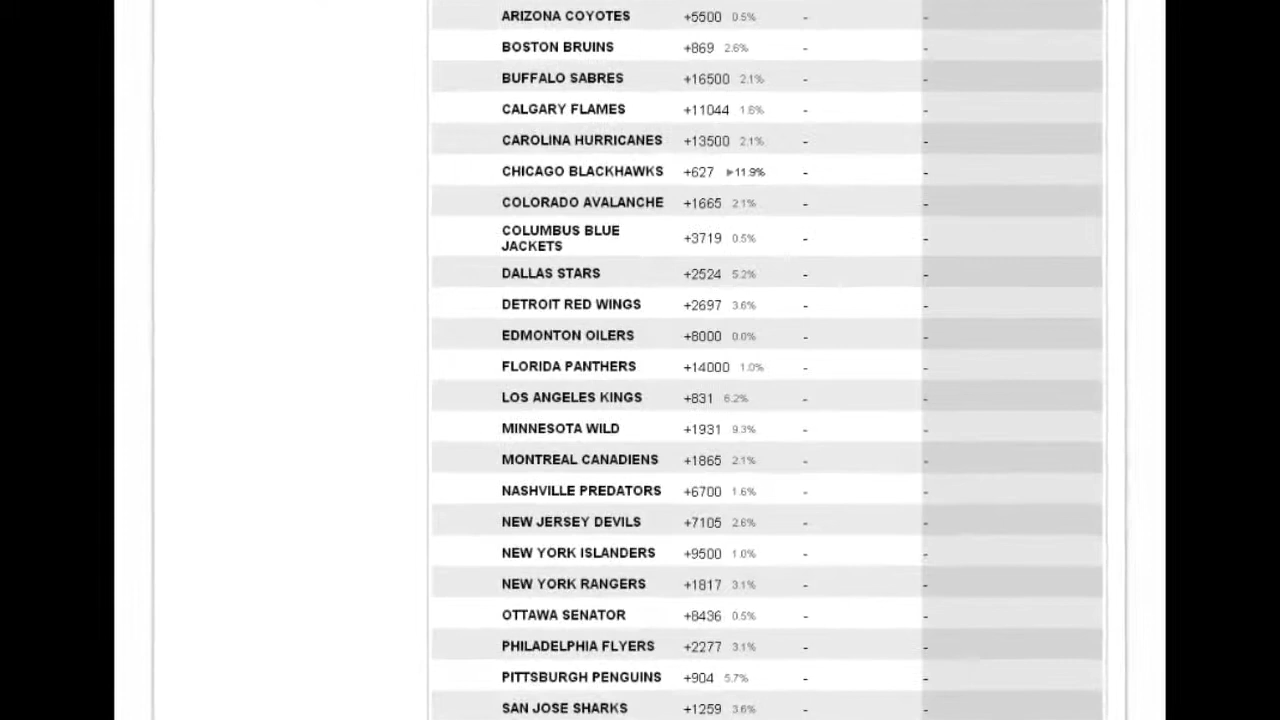 ARIZONA COYOTES +5500 0.5% - -
BOSTON BRUINS +869 2.6% - -
BUFFALO SABRES +16500 2.1% - -
CALGARY FLAMES +11044 1.6% - -
CAROLINA HURRICANES +13500 2.1% - -
CHICAGO BLACKHAWKS +627 ▶11.9% - -
COLORADO AVALANCHE +1665 2.1% - -
COLUMBUS BLUE
JACKETS +3719 0.5% - -
DALLAS STARS +2524 5.2% - -
DETROIT RED WINGS +2697 3.6% - -
EDMONTON OILERS +8000 0.0% - -
FLORIDA PANTHERS +14000 1.0% - -
LOS ANGELES KINGS +831 6.2% - -
MINNESOTA WILD +1931 9.3% - -
MONTREAL CANADIENS +1865 2.1% - -
NASHVILLE PREDATORS +6700 1.6% - -
NEW JERSEY DEVILS +7105 2.6% - -
NEW YORK ISLANDERS +9500 1.0% - -
NEW YORK RANGERS +1817 3.1% - -
OTTAWA SENATOR +8436 0.5% - -
PHILADELPHIA FLYERS +2277 3.1% - -
PITTSBURGH PENGUINS +904 5.7% - -
SAN JOSE SHARKS +1259 3.6% - -